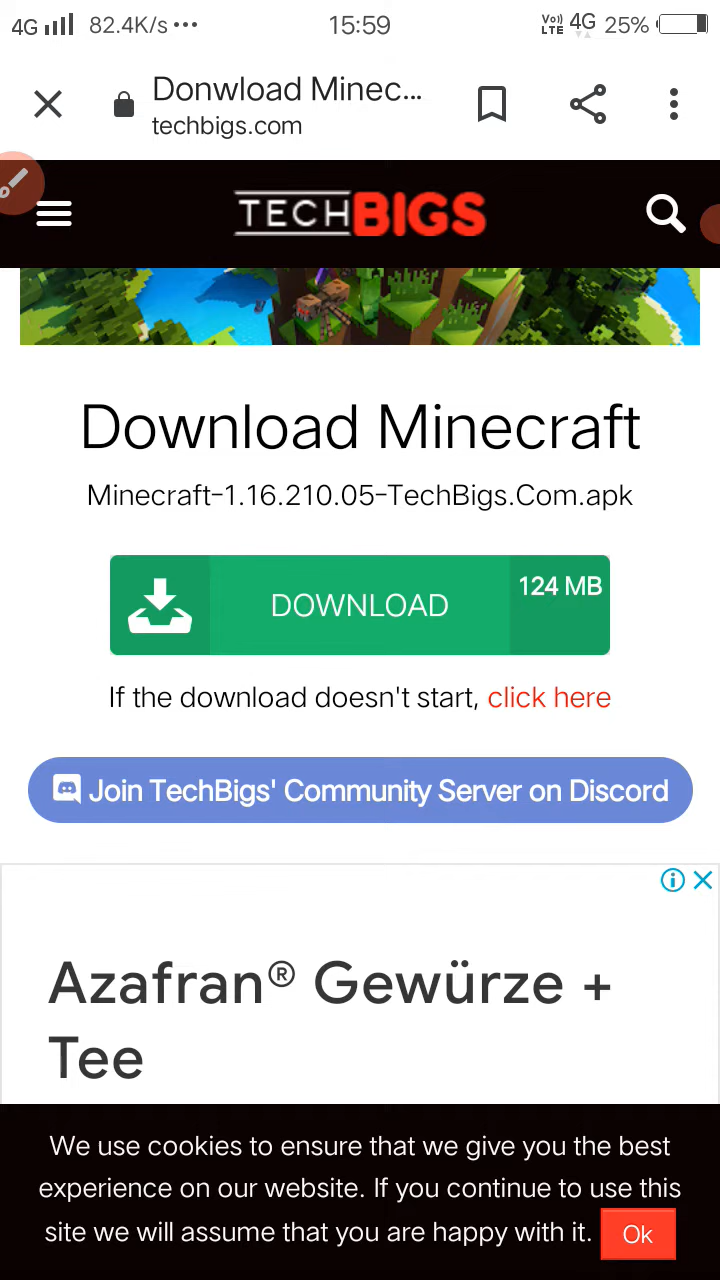 4G 82.4K/s ••• 15:59 Vo)) LTE 4G 25%
Donwload Minec...
techbigs.com
TECHBIGS
Download Minecraft
Minecraft-1.16.210.05-TechBigs.Com.apk
DOWNLOAD 124 MB
If the download doesn't start, click here
Join TechBigs' Community Server on Discord
Azafran® Gewürze +
Tee
We use cookies to ensure that we give you the best
experience on our website. If you continue to use this
site we will assume that you are happy with it. Ok